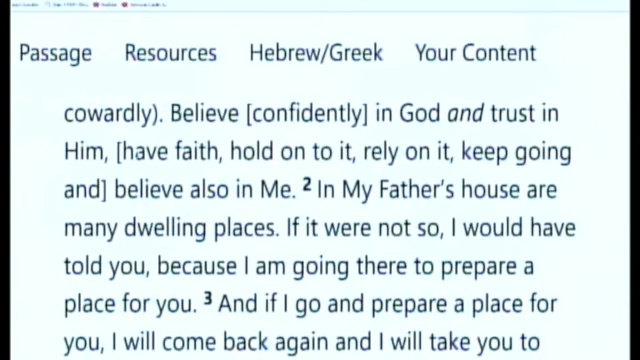 Passage Resources Hebrew/Greek Your Content
cowardly). Believe [confidently] in God and trust in
Him, [have faith, hold on to it, rely on it, keep going
and] believe also in Me. 2 In My Father's house are
many dwelling places. If it were not so, I would have
told you, because I am going there to prepare a
place for you. 3 And if I go and prepare a place for
you, I will come back again and I will take you to